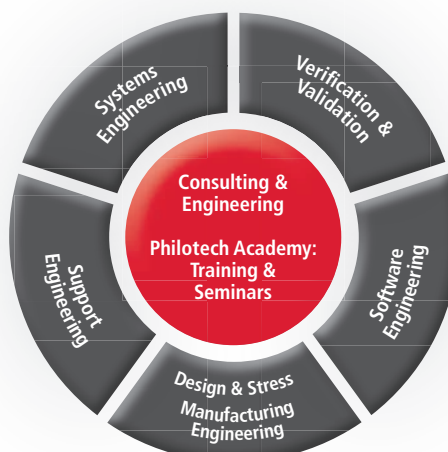 Systems
Engineering
Verification &
Validation
Consulting &
Engineering
Philotech Academy:
Training &
Seminars
Support
Engineering
Software
Engineering
Design & Stress
Manufacturing
Engineering